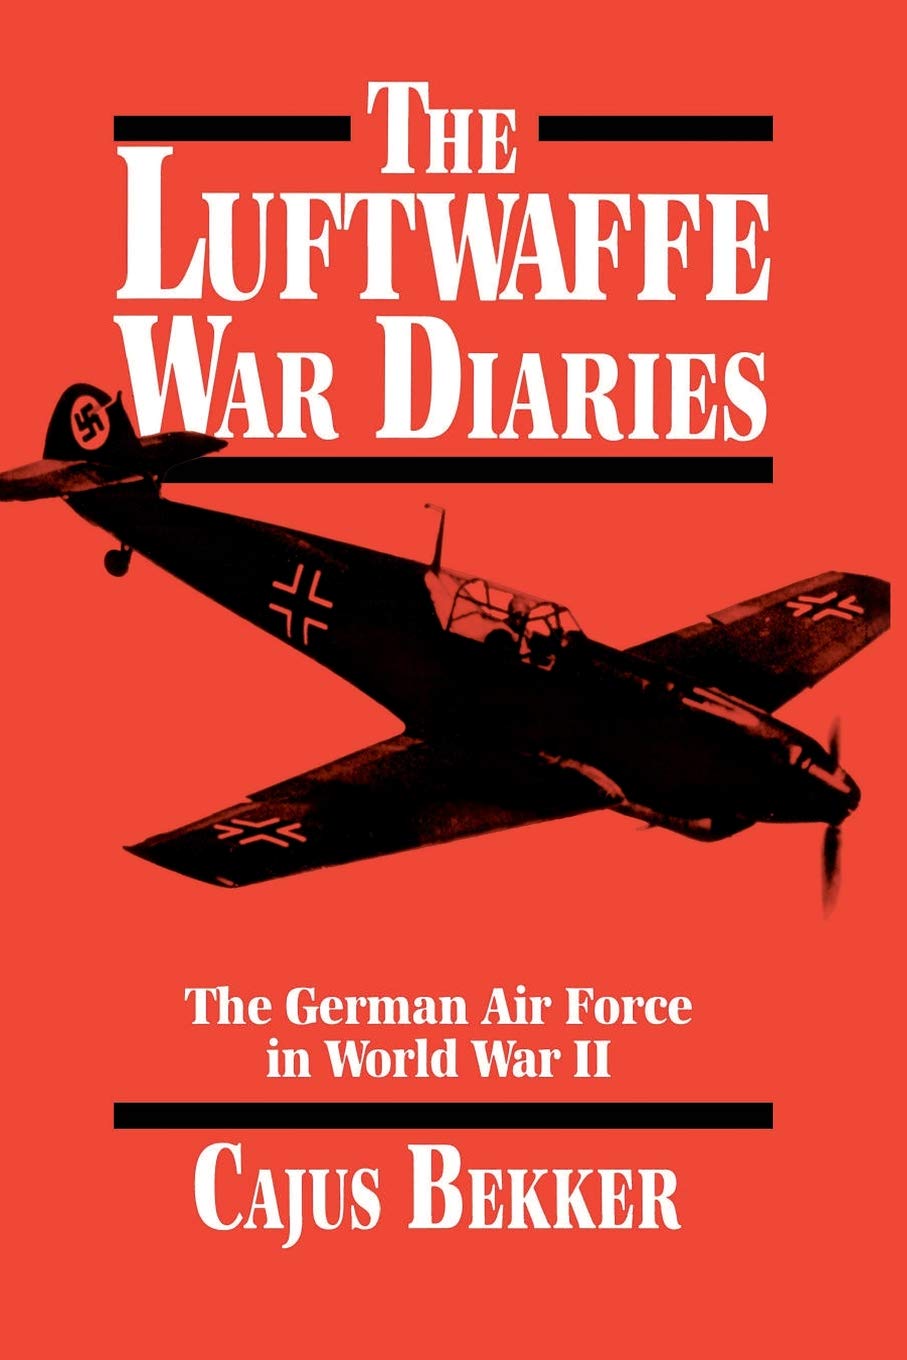 THE
LUFTWAFFE
WAR DIARIES
The German Air Force
in World War II
CAJUS BEKKER